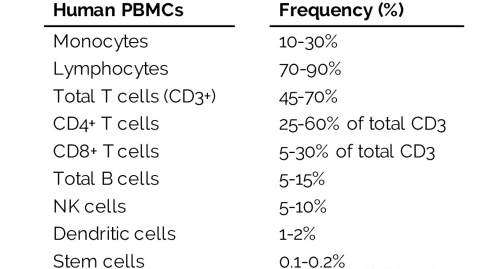 Human PBMCs Frequency (%)
Monocytes 10-30%
Lymphocytes 70-90%
Total T cells (CD3+) 45-70%
CD4+ T cells 25-60% of total CD3
CD8+ T cells 5-30% of total CD3
Total B cells 5-15%
NK cells 5-10%
Dendritic cells 1-2%
Stem cells 0.1-0.2%